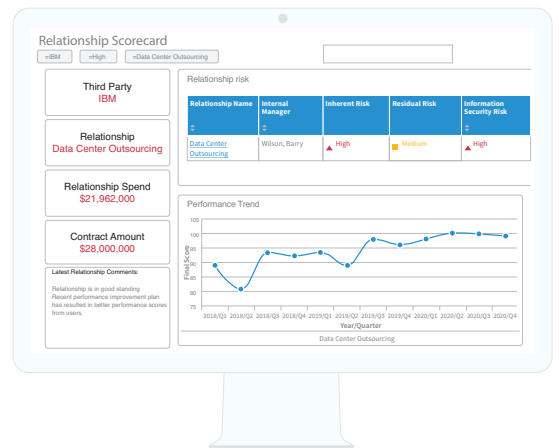 Relationship Scorecard
=IBM
=High
=Data Center Outsourcing
Third Party
IBM
Relationship
Data Center Outsourcing
Relationship Spend
$21,962,000
Contract Amount
$28,000,000
Latest Relationship Comments:
Relationship is in good standing
Recent performance improvement plan
has resulted in better performance scores
from users.
Relationship risk
Relationship Name
Internal
Manager
Inherent Risk
Residual Risk
Information
Security Risk
Data Center
Outsourcing
Wilson, Barry
High
Medium
High
Performance Trend
Final Score
105
100
95
90
85
80
75
2018/Q1 2018/Q2 2018/Q3 2018/Q4 2019/Q1 2019/Q2 2019/Q3 2019/Q4 2020/Q1 2020/Q2 2020/Q3 2020/Q4
Year/Quarter
Data Center Outsourcing